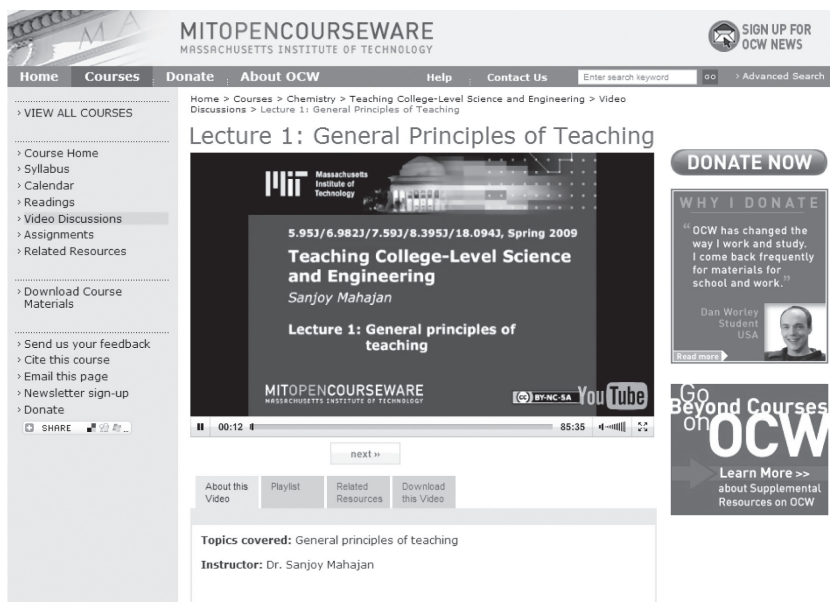 MITOPENCOURSEWARE
MASSACHUSETTS INSTITUTE OF TECHNOLOGY
SIGN UP FOR
OCW NEWS
Home Courses Donate About OCW Help Contact Us Enter search keyword GO › Advanced Search
› VIEW ALL COURSES
› Course Home
› Syllabus
› Calendar
› Readings
› Video Discussions
› Assignments
› Related Resources
› Download Course
Materials
› Send us your feedback
› Cite this course
› Email this page
› Newsletter sign-up
› Donate
SHARE
Home > Courses > Chemistry > Teaching College-Level Science and Engineering > Video
Discussions > Lecture 1: General Principles of Teaching
Lecture 1: General Principles of Teaching
Massachusetts
Institute of
Technology
5.95J/6.982J/7.59J/8.395J/18.094J, Spring 2009
Teaching College-Level Science
and Engineering
Sanjoy Mahajan
Lecture 1: General principles of
teaching
MITOPENCOURSEWARE
MASSACHUSETTS INSTITUTE OF TECHNOLOGY
cc BY-NC-SA YouTube
00:12 85:35
next »
About this
Video
Playlist
Related
Resources
Download
this Video
Topics covered: General principles of teaching
Instructor: Dr. Sanjoy Mahajan
DONATE NOW
WHY I DONATE
“OCW has changed the
way I work and study.
I come back frequently
for materials for
school and work.”
Dan Worley
Student
USA
Read more
Go
Beyond Courses
on OCW
Learn More >>
about Supplemental
Resources on OCW